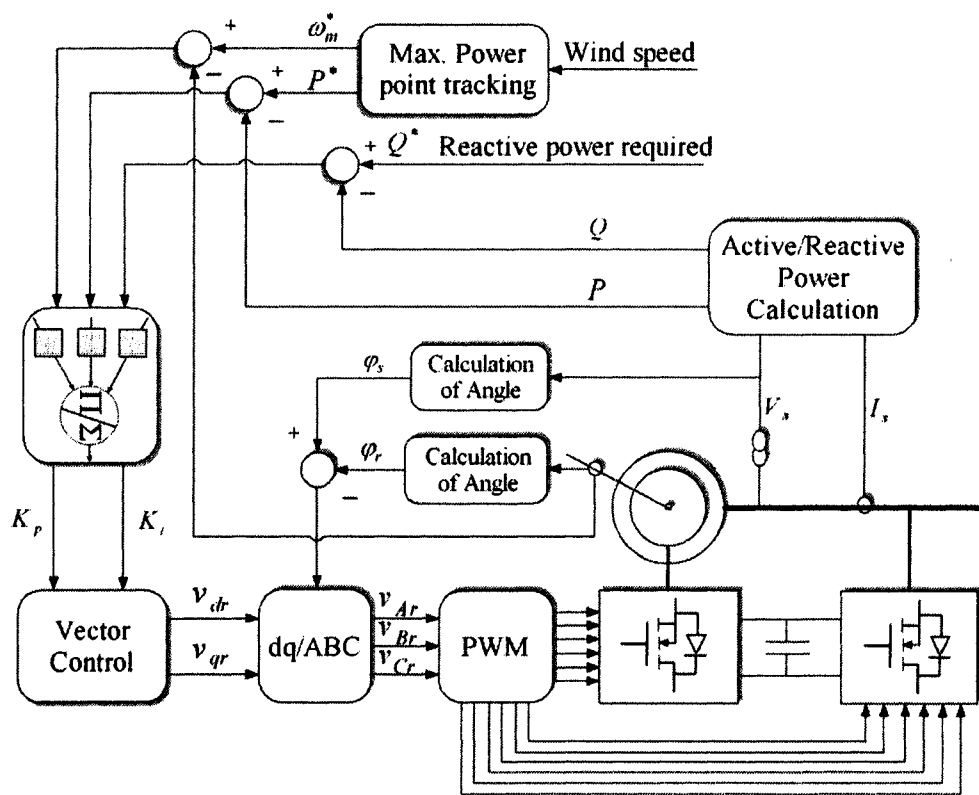 +
ω*m
Max. Power
point tracking
Wind speed
−
+
P*
−
+
Q*
Reactive power required
−
Q
Active/Reactive
Power
Calculation
P
φs
Calculation
of Angle
Vs
Is
+
φr
Calculation
of Angle
−
Π
Σ
Kp
Ki
Vector
Control
vdr
vqr
dq/ABC
vAr
vBr
vCr
PWM